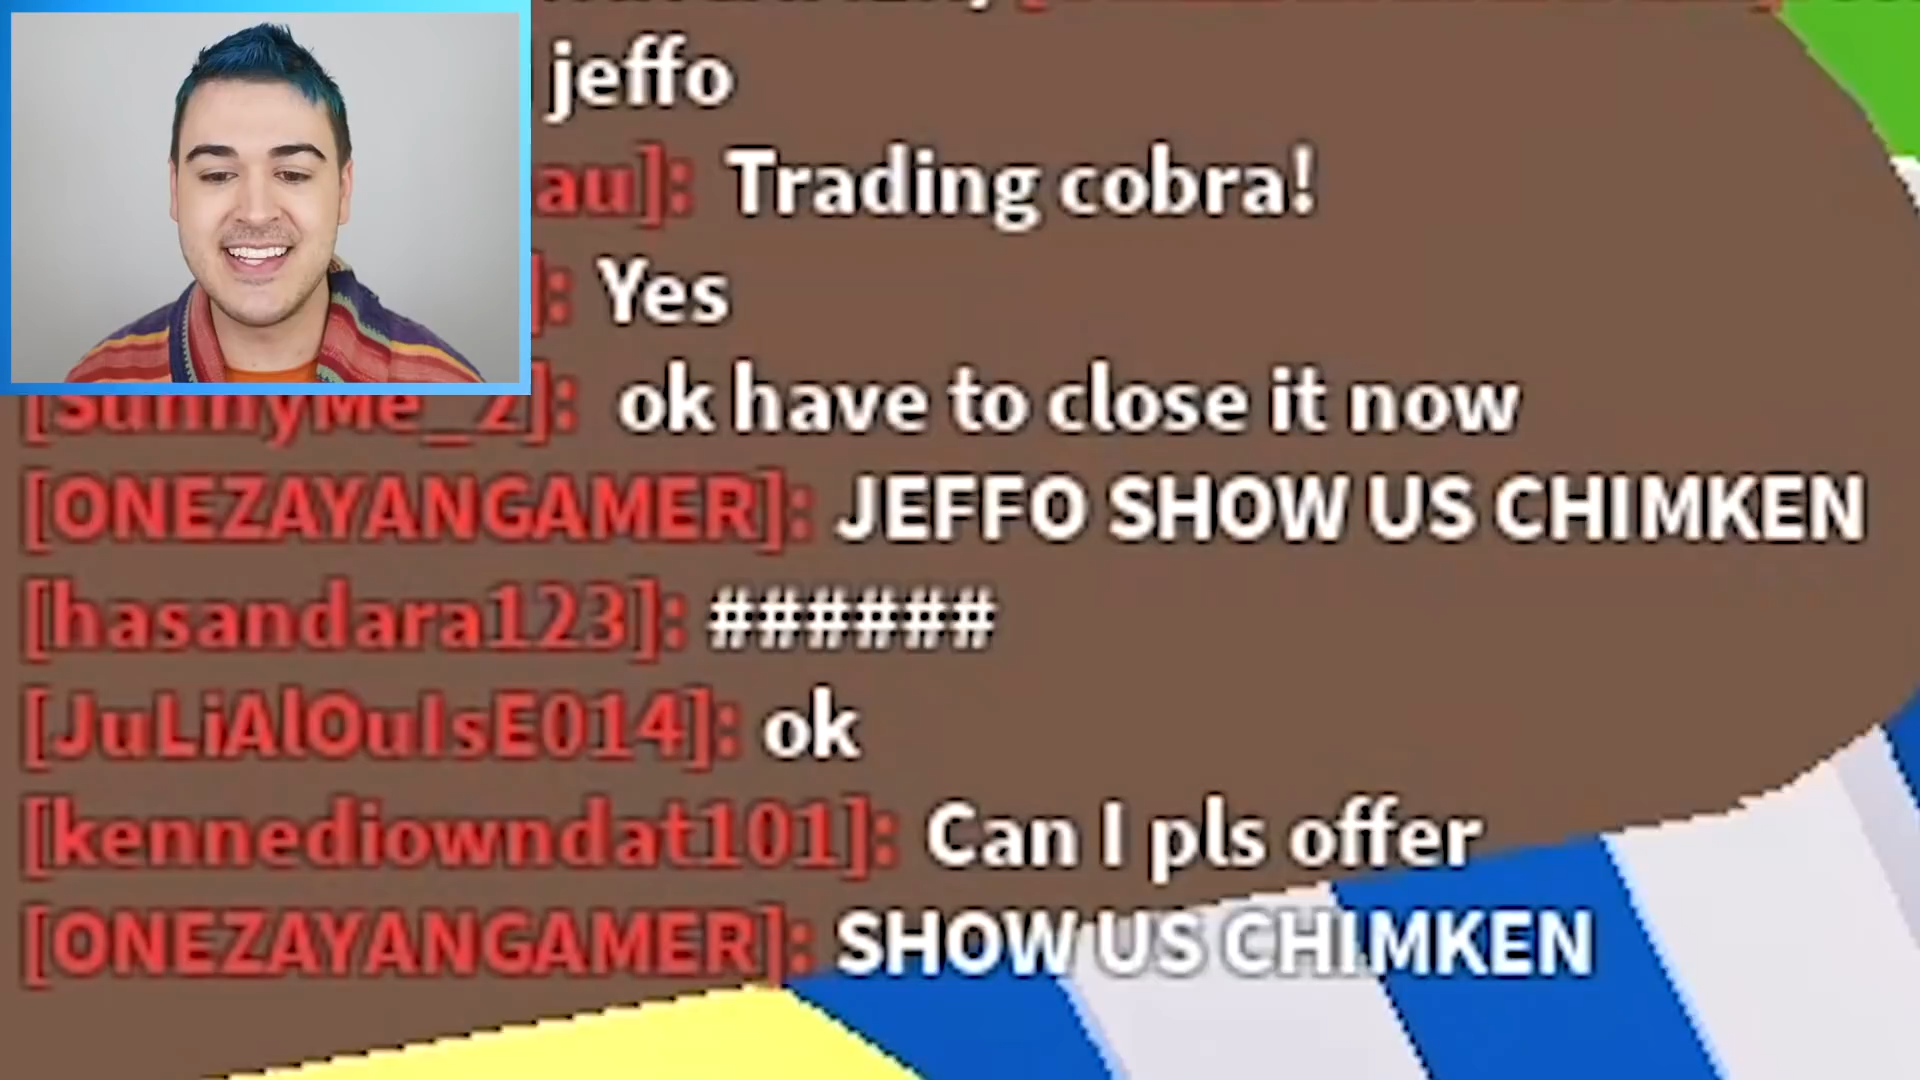 jeffo
au]: Trading cobra!
]: Yes
[SunnyMe_2]: ok have to close it now
[ONEZAYANGAMER]: JEFFO SHOW US CHIMKEN
[hasandara123]: ######
[JuLiAlOuIsE014]: ok
[kennediowndat101]: Can I pls offer
[ONEZAYANGAMER]: SHOW US CHIMKEN